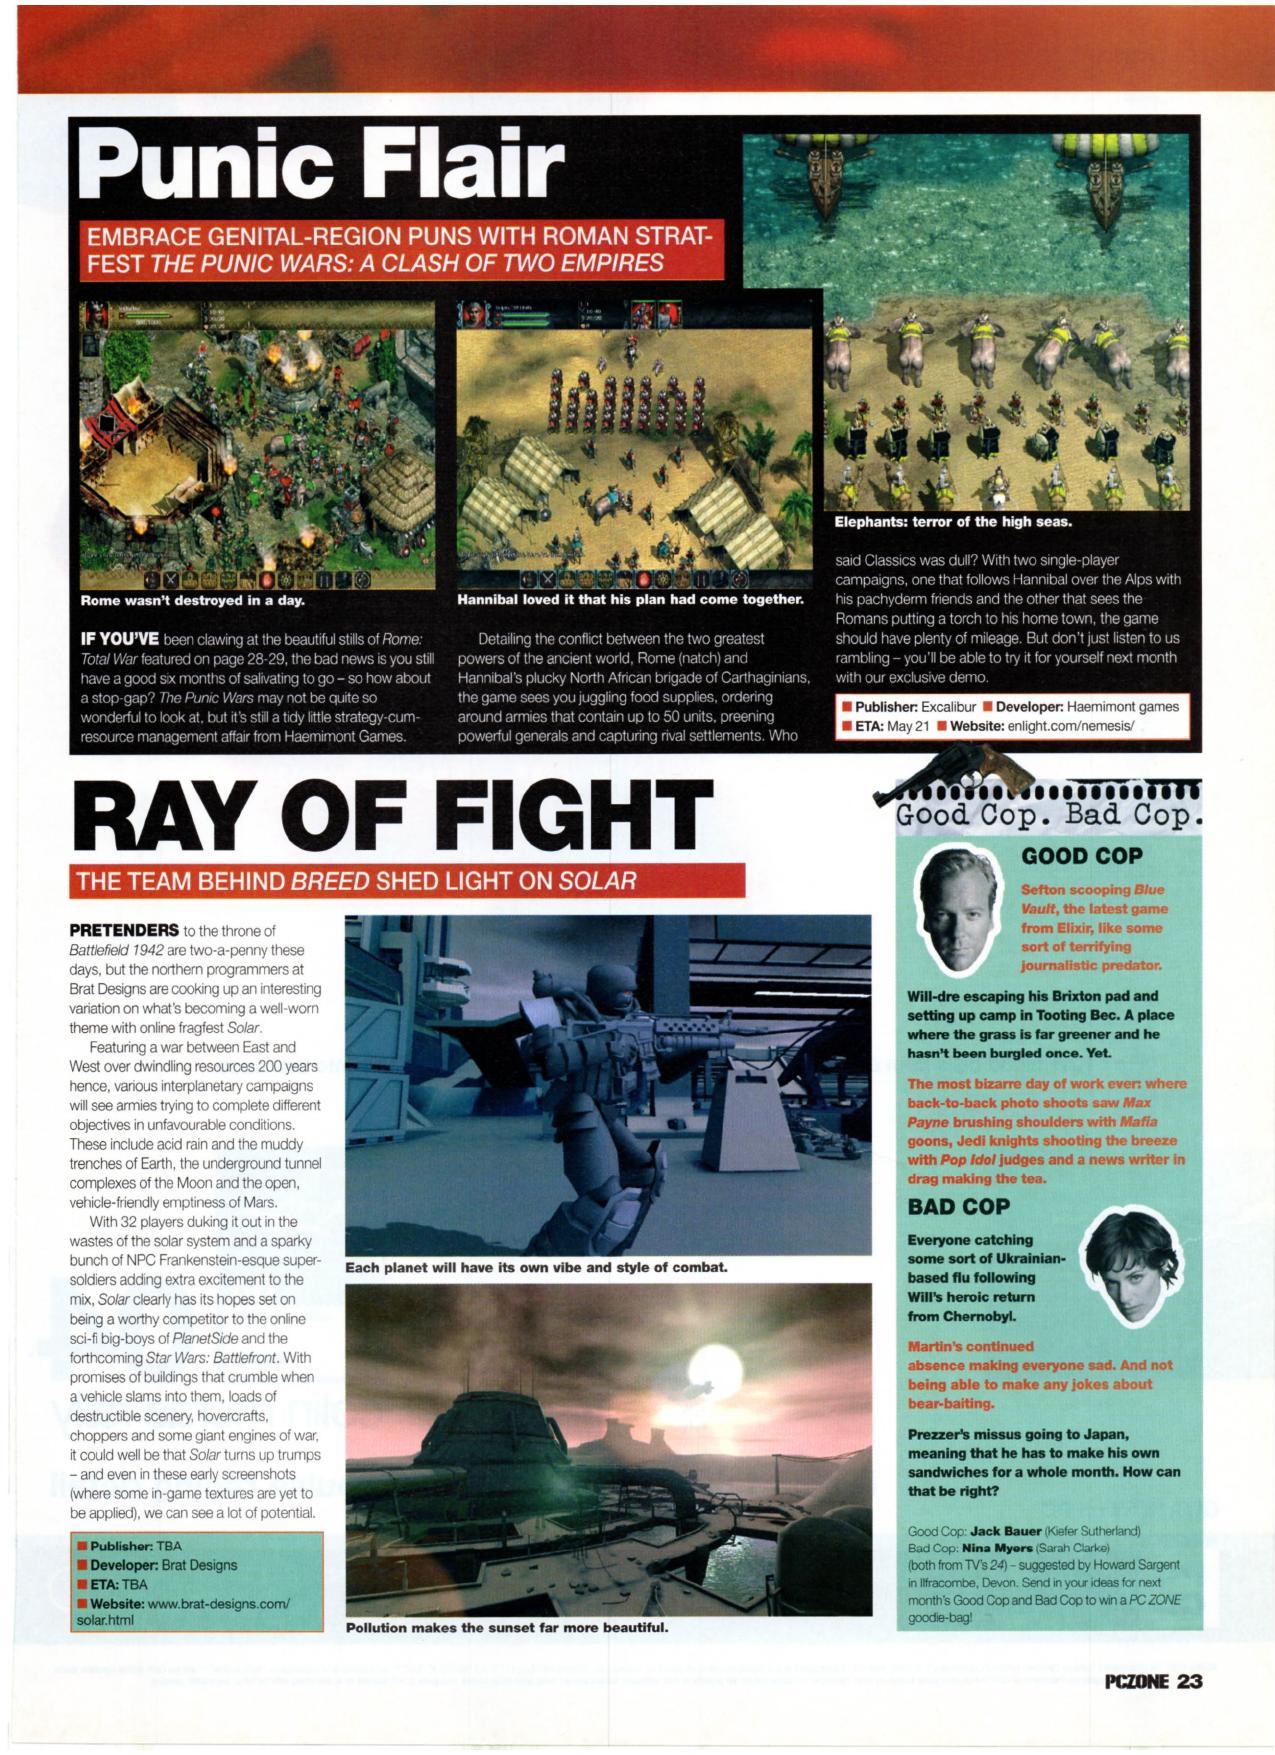 Punic Flair
EMBRACE GENITAL-REGION PUNS WITH ROMAN STRAT-
FEST THE PUNIC WARS: A CLASH OF TWO EMPIRES
Rome wasn't destroyed in a day.
Hannibal loved it that his plan had come together.
Elephants: terror of the high seas.
IF YOU'VE been clawing at the beautiful stills of Rome:
Total War featured on page 28-29, the bad news is you still
have a good six months of salivating to go – so how about
a stop-gap? The Punic Wars may not be quite so
wonderful to look at, but it's still a tidy little strategy-cum-
resource management affair from Haemimont Games.
Detailing the conflict between the two greatest
powers of the ancient world, Rome (natch) and
Hannibal's plucky North African brigade of Carthaginians,
the game sees you juggling food supplies, ordering
around armies that contain up to 50 units, preening
powerful generals and capturing rival settlements. Who
said Classics was dull? With two single-player
campaigns, one that follows Hannibal over the Alps with
his pachyderm friends and the other that sees the
Romans putting a torch to his home town, the game
should have plenty of mileage. But don't just listen to us
rambling – you'll be able to try it for yourself next month
with our exclusive demo.
Publisher: Excalibur Developer: Haemimont games
ETA: May 21 Website: enlight.com/nemesis/
RAY OF FIGHT
THE TEAM BEHIND BREED SHED LIGHT ON SOLAR
PRETENDERS to the throne of
Battlefield 1942 are two-a-penny these
days, but the northern programmers at
Brat Designs are cooking up an interesting
variation on what's becoming a well-worn
theme with online fragfest Solar.
Featuring a war between East and
West over dwindling resources 200 years
hence, various interplanetary campaigns
will see armies trying to complete different
objectives in unfavourable conditions.
These include acid rain and the muddy
trenches of Earth, the underground tunnel
complexes of the Moon and the open,
vehicle-friendly emptiness of Mars.
With 32 players duking it out in the
wastes of the solar system and a sparky
bunch of NPC Frankenstein-esque super-
soldiers adding extra excitement to the
mix, Solar clearly has its hopes set on
being a worthy competitor to the online
sci-fi big-boys of PlanetSide and the
forthcoming Star Wars: Battlefront. With
promises of buildings that crumble when
a vehicle slams into them, loads of
destructible scenery, hovercrafts,
choppers and some giant engines of war,
it could well be that Solar turns up trumps
– and even in these early screenshots
(where some in-game textures are yet to
be applied), we can see a lot of potential.
Publisher: TBA
Developer: Brat Designs
ETA: TBA
Website: www.brat-designs.com/
solar.html
Each planet will have its own vibe and style of combat.
Pollution makes the sunset far more beautiful.
Good Cop. Bad Cop.
GOOD COP
Sefton scooping Blue
Vault, the latest game
from Elixir, like some
sort of terrifying
journalistic predator.
Will-dre escaping his Brixton pad and
setting up camp in Tooting Bec. A place
where the grass is far greener and he
hasn't been burgled once. Yet.
The most bizarre day of work ever: where
back-to-back photo shoots saw Max
Payne brushing shoulders with Mafia
goons, Jedi knights shooting the breeze
with Pop Idol judges and a news writer in
drag making the tea.
BAD COP
Everyone catching
some sort of Ukrainian-
based flu following
Will's heroic return
from Chernobyl.
Martin's continued
absence making everyone sad. And not
being able to make any jokes about
bear-baiting.
Prezzer's missus going to Japan,
meaning that he has to make his own
sandwiches for a whole month. How can
that be right?
Good Cop: Jack Bauer (Kiefer Sutherland)
Bad Cop: Nina Myers (Sarah Clarke)
(both from TV's 24) – suggested by Howard Sargent
in Ilfracombe, Devon. Send in your ideas for next
month's Good Cop and Bad Cop to win a PC ZONE
goodie-bag!
PCZONE 23